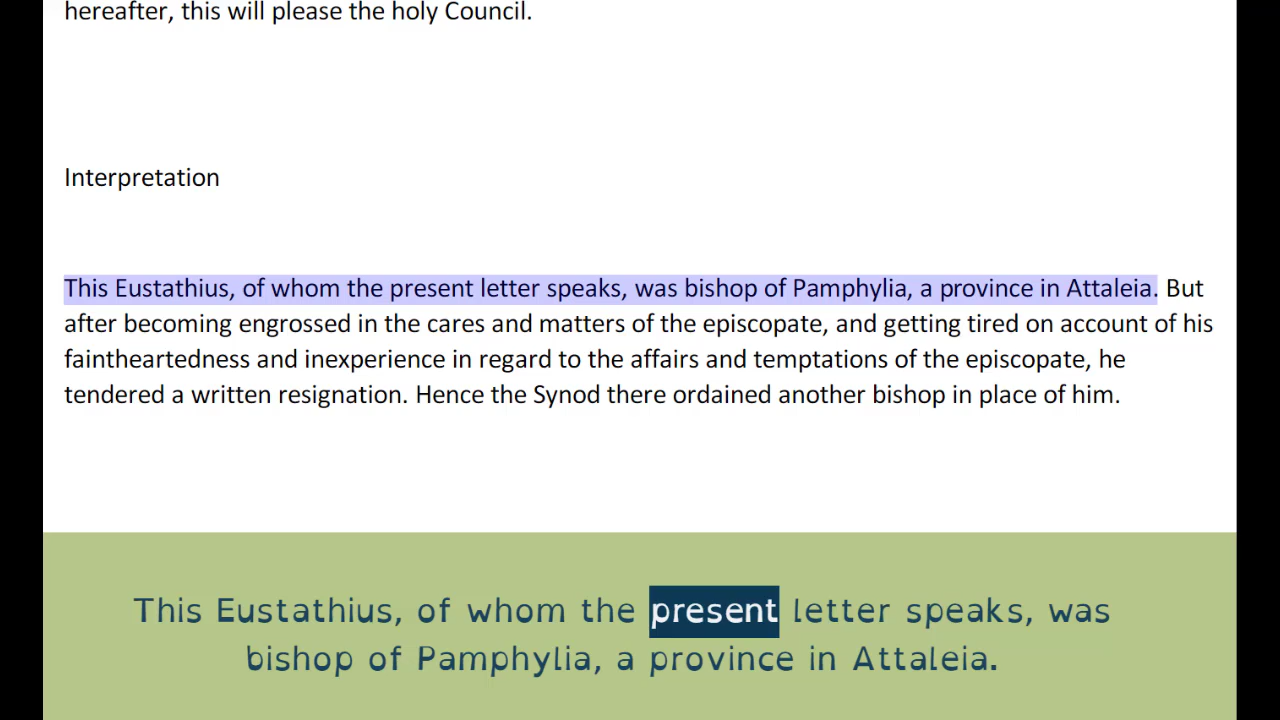 hereafter, this will please the holy Council.
Interpretation
This Eustathius, of whom the present letter speaks, was bishop of Pamphylia, a province in Attaleia. But
after becoming engrossed in the cares and matters of the episcopate, and getting tired on account of his
faintheartedness and inexperience in regard to the affairs and temptations of the episcopate, he
tendered a written resignation. Hence the Synod there ordained another bishop in place of him.
This Eustathius, of whom the present letter speaks, was
bishop of Pamphylia, a province in Attaleia.